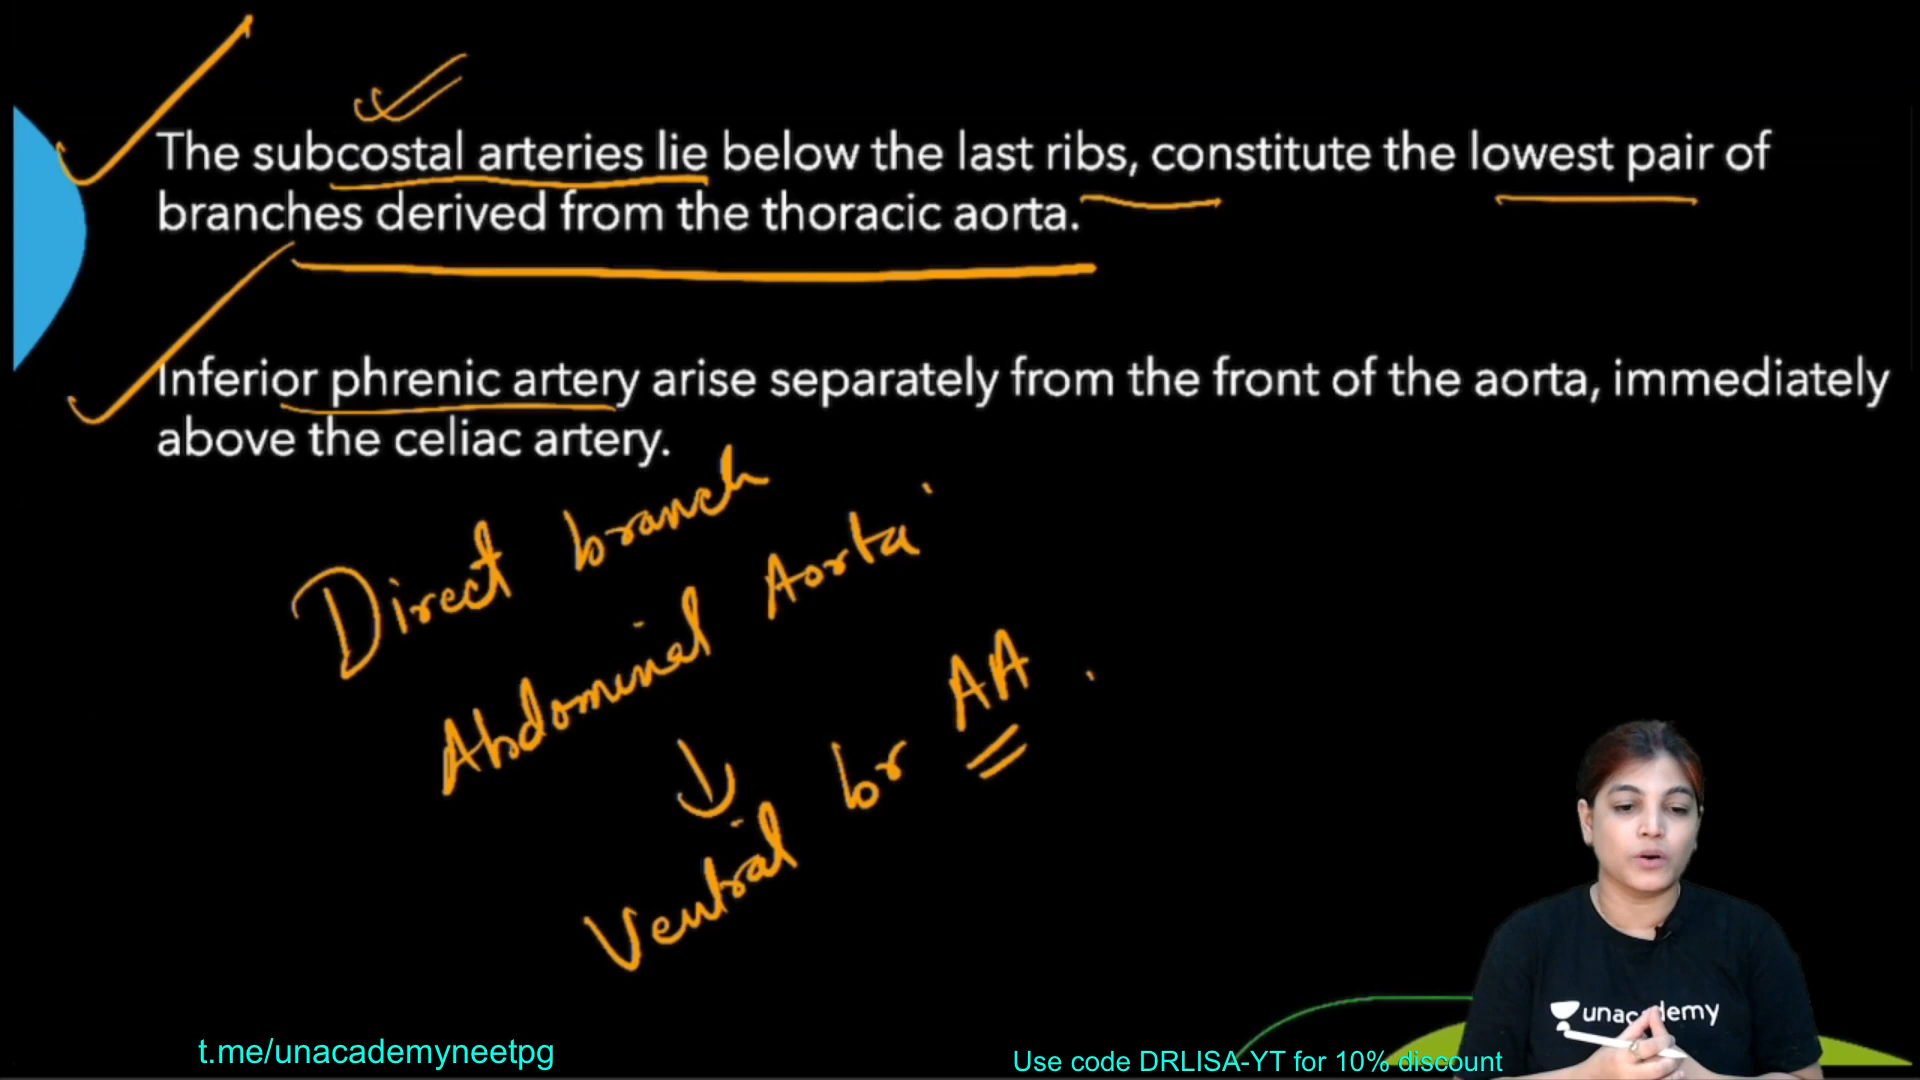 The subcostal arteries lie below the last ribs, constitute the lowest pair of
branches derived from the thoracic aorta.
Inferior phrenic artery arise separately from the front of the aorta, immediately
above the celiac artery.
Direct branch
Abdominal Aorta
Ventral br AA
unacademy
t.me/unacademyneetpg
Use code DRLISA-YT for 10% discount